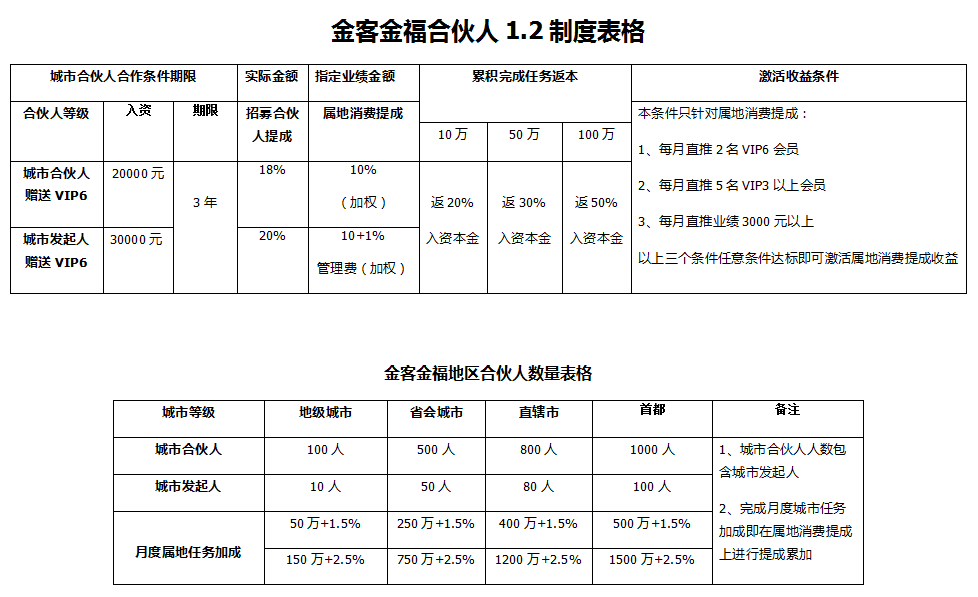 金客金福合伙人 1.2 制度表格
城市合伙人合作条件期限 实际金额 指定业绩金额 累积完成任务返本 激活收益条件
合伙人等级 入资 期限 招募合伙 属地消费提成 本条件只针对属地消费提成：
人提成
10 万 50 万 100 万
1、每月直推 2 名 VIP6 会员
城市合伙人 20000 元 18% 10%
赠送 VIP6
2、每月直推 5 名 VIP3 以上会员
3 年 （加权） 返 20% 返 30% 返 50%
3、每月直推业绩 3000 元以上
城市发起人 30000 元 20% 10+1% 入资本金 入资本金 入资本金
赠送 VIP6
管理费（加权） 以上三个条件任意条件达标即可激活属地消费提成收益
金客金福地区合伙人数量表格
城市等级 地级城市 省会城市 直辖市 首都 备注
城市合伙人 100 人 500 人 800 人 1000 人 1、城市合伙人人数包
含城市发起人
城市发起人 10 人 50 人 80 人 100 人
2、完成月度城市任务
加成即在属地消费提成
上进行提成累加
月度属地任务加成 50 万+1.5% 250 万+1.5% 400 万+1.5% 500 万+1.5%
150 万+2.5% 750 万+2.5% 1200 万+2.5% 1500 万+2.5%